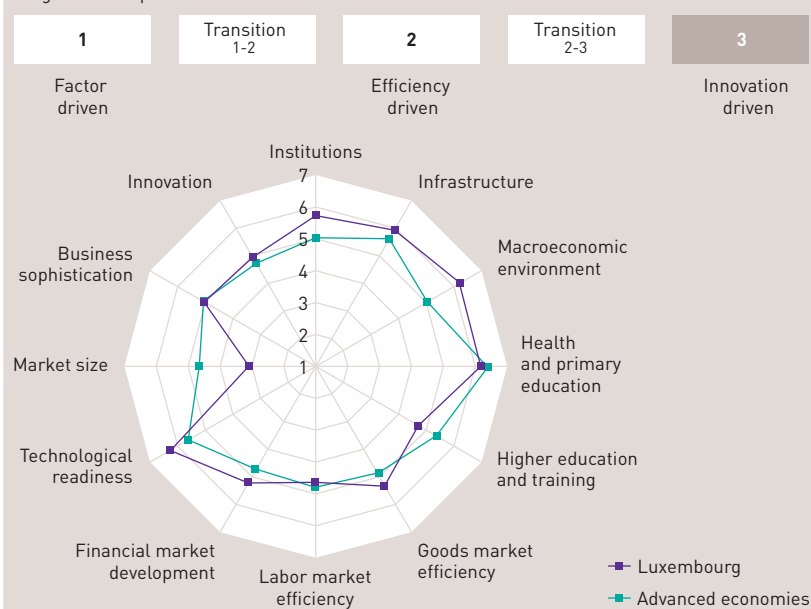 1
Transition
1-2
2
Transition
2-3
3
Factor
driven
Efficiency
driven
Innovation
driven
Institutions
Infrastructure
Macroeconomic
environment
Health
and primary
education
Higher education
and training
Goods market
efficiency
Labor market
efficiency
Financial market
development
Technological
readiness
Market size
Business
sophistication
Innovation
7
6
5
4
3
2
1
Luxembourg
Advanced economies